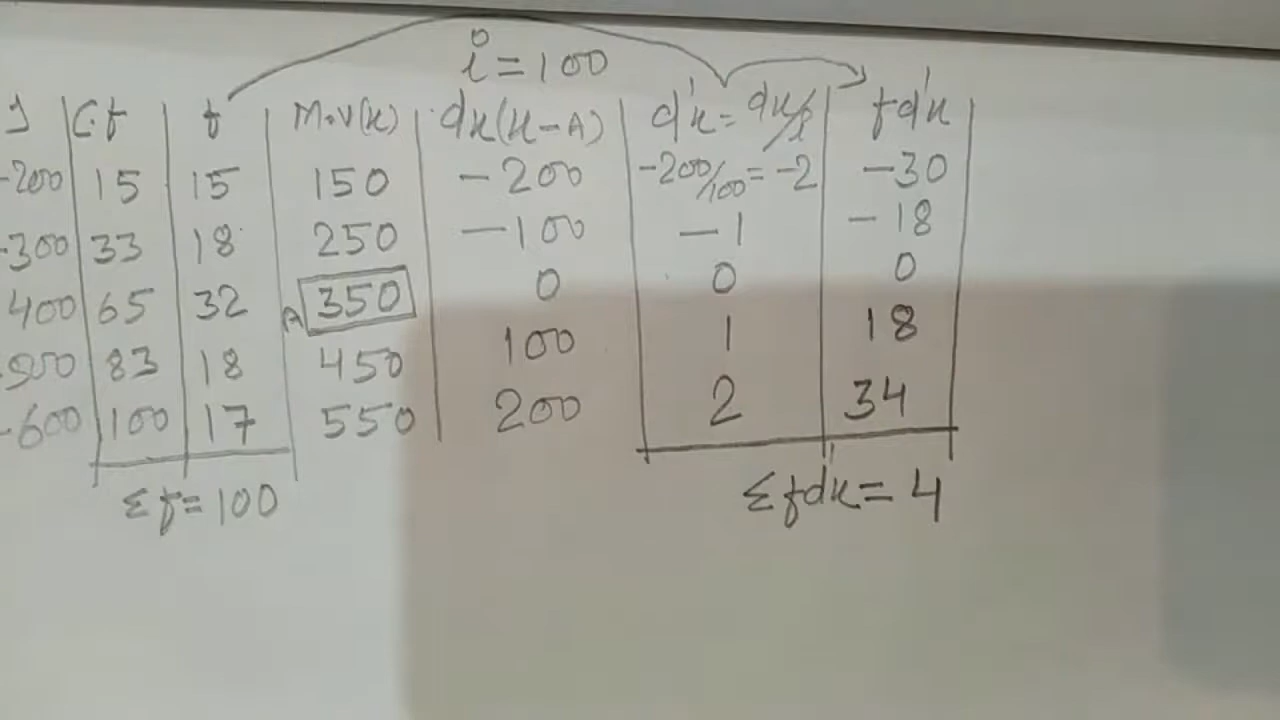 i = 100
C.f f M.V(x) dx(x-A) d'x = dx/i fd'x
-200 15 15 150 -200 -200/100 = -2 -30
-300 33 18 250 -100 -1 -18
400 65 32 A 350 0 0 0
83 18 450 100 1 18
-600 100 17 550 200 2 34
Σf = 100 Σfd'x = 4